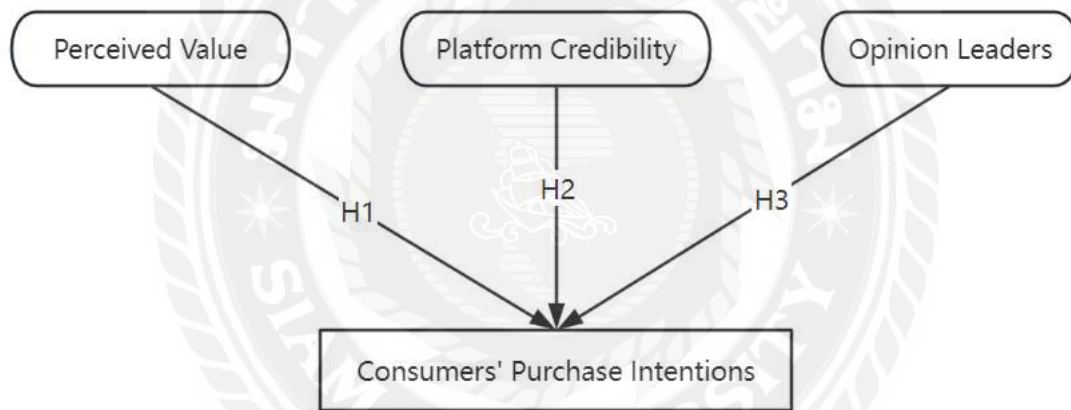 Perceived Value
Platform Credibility
Opinion Leaders
H1
H2
H3
Consumers' Purchase Intentions